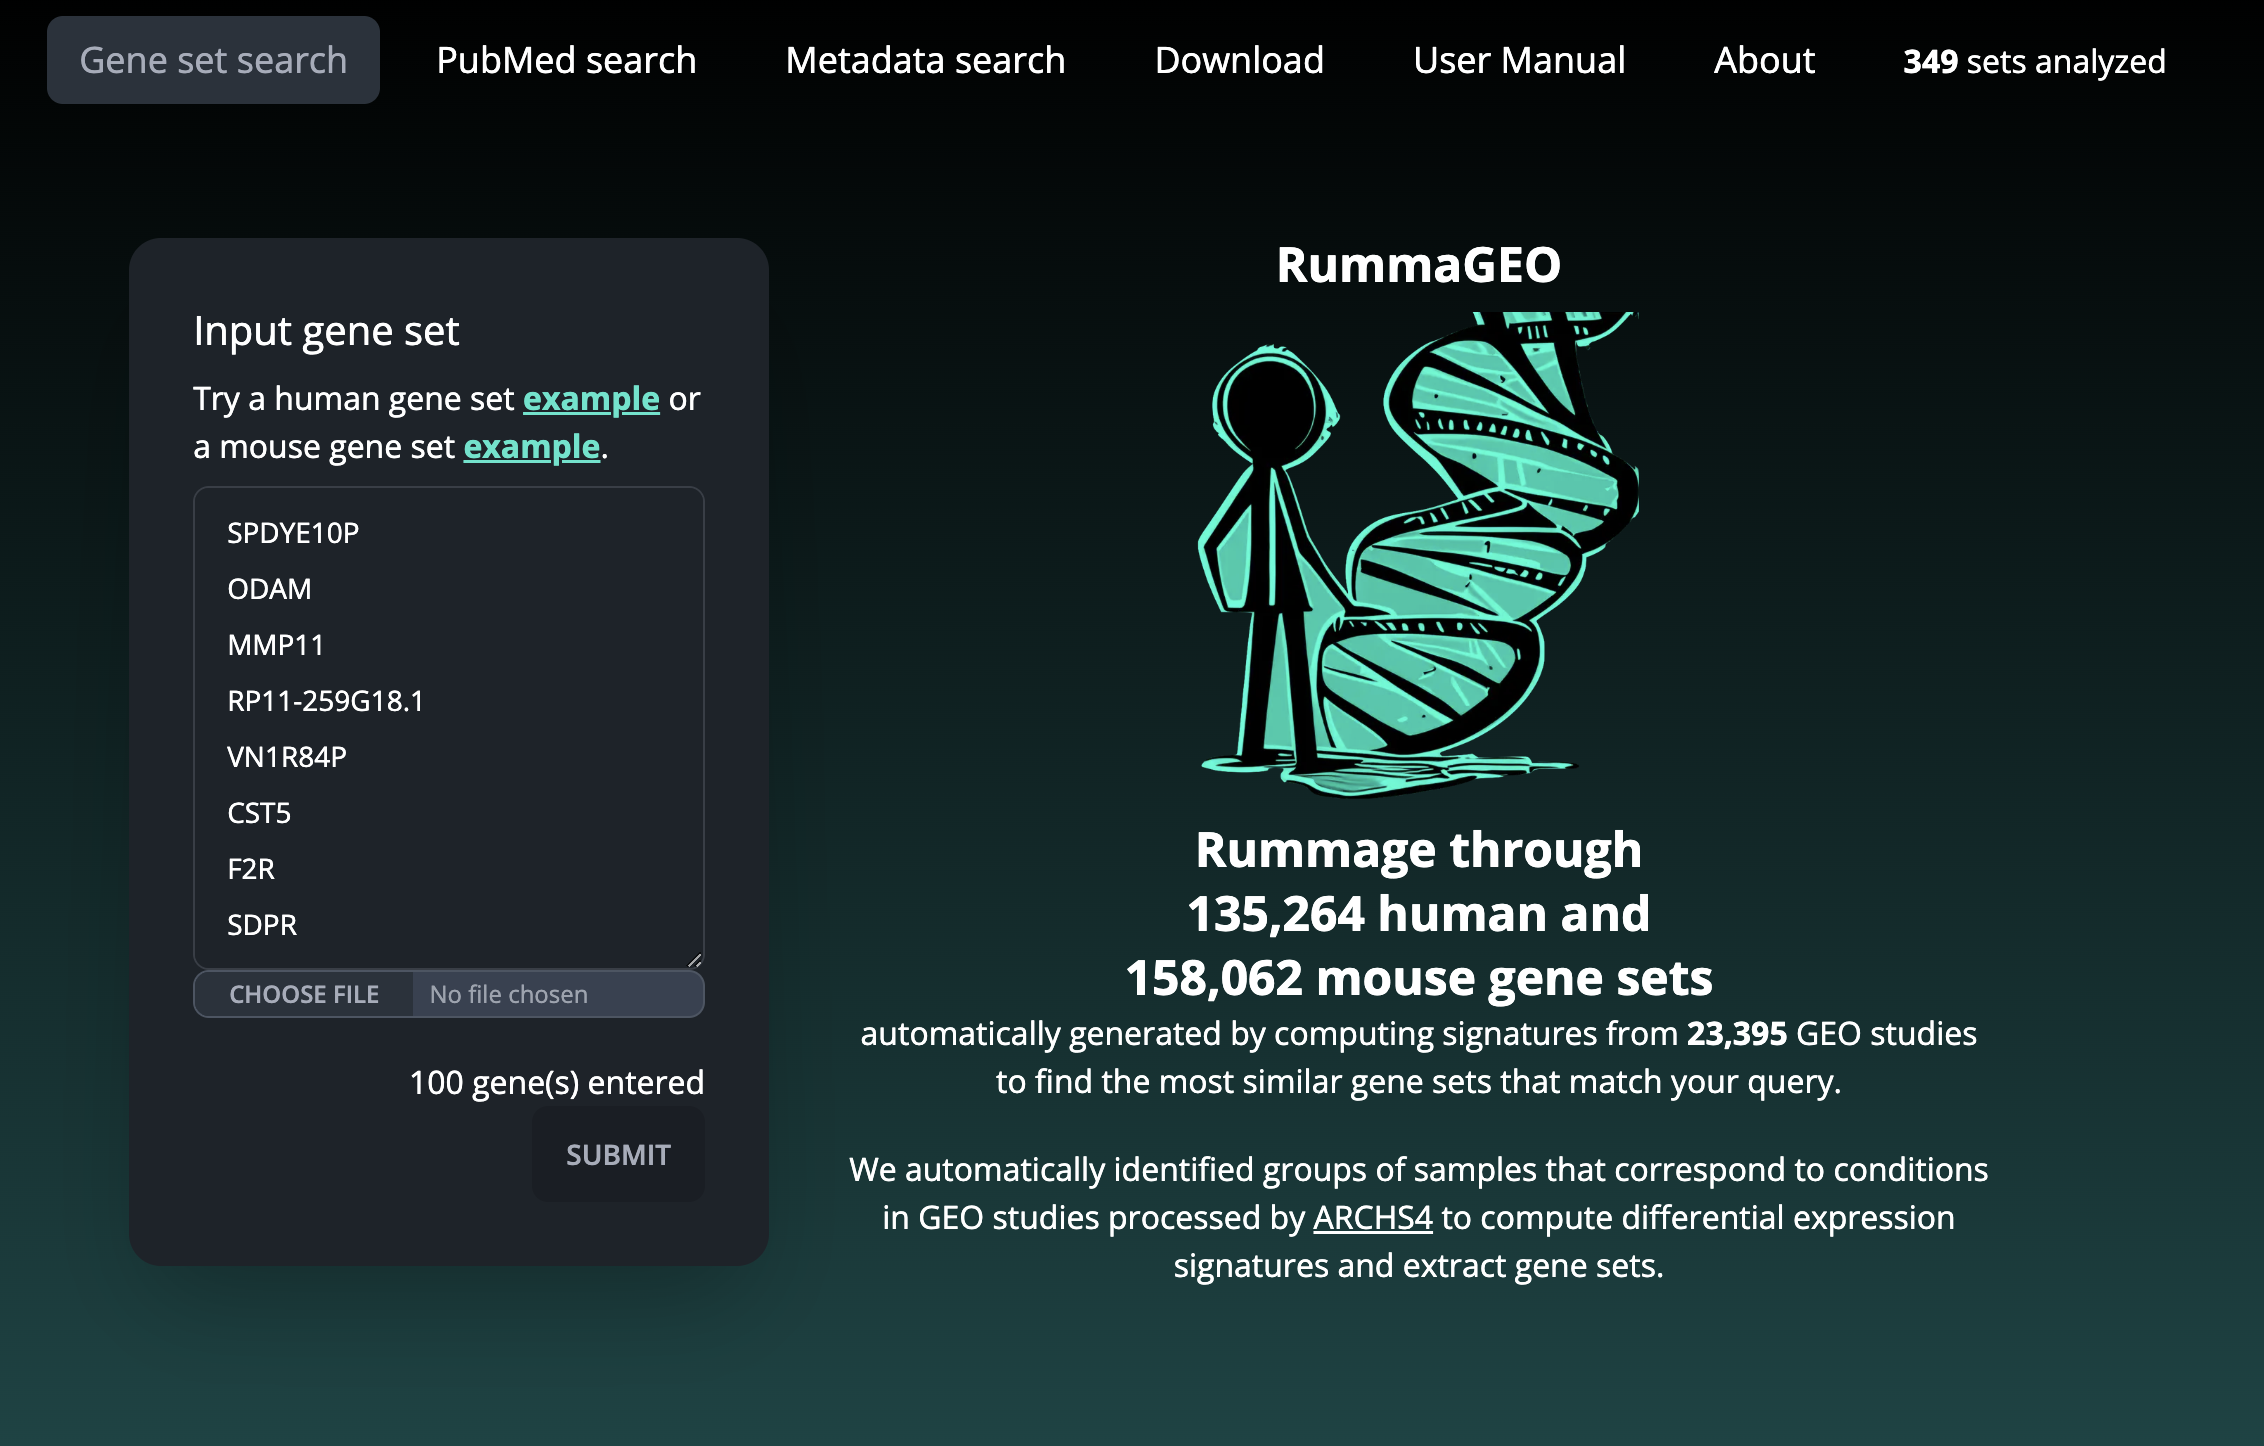 Gene set search PubMed search Metadata search Download User Manual About 349 sets analyzed
Input gene set
Try a human gene set example or
a mouse gene set example.
SPDYE10P
ODAM
MMP11
RP11-259G18.1
VN1R84P
CST5
F2R
SDPR
CHOOSE FILE No file chosen
100 gene(s) entered
SUBMIT
RummaGEO
Rummage through
135,264 human and
158,062 mouse gene sets
automatically generated by computing signatures from 23,395 GEO studies
to find the most similar gene sets that match your query.
We automatically identified groups of samples that correspond to conditions
in GEO studies processed by ARCHS4 to compute differential expression
signatures and extract gene sets.